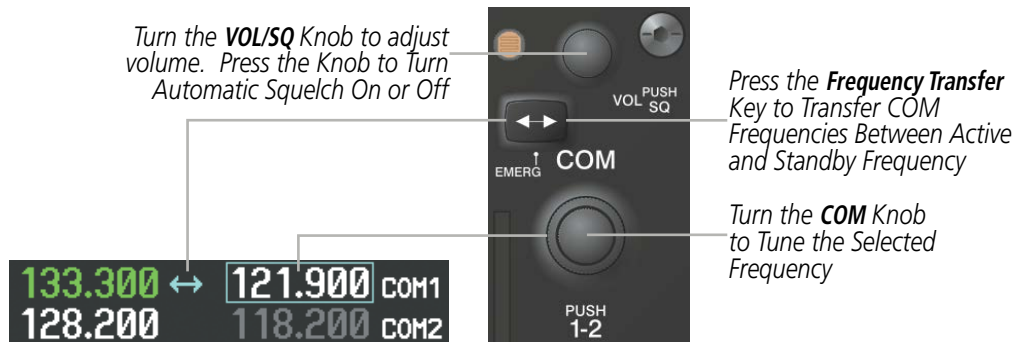 Turn the VOL/SQ Knob to adjust
volume. Press the Knob to Turn
Automatic Squelch On or Off
VOL PUSH
SQ
EMERG
COM
PUSH
1-2
Press the Frequency Transfer
Key to Transfer COM
Frequencies Between Active
and Standby Frequency
Turn the COM Knob
to Tune the Selected
Frequency
133.300 ↔ 121.900 COM1
128.200 118.200 COM2